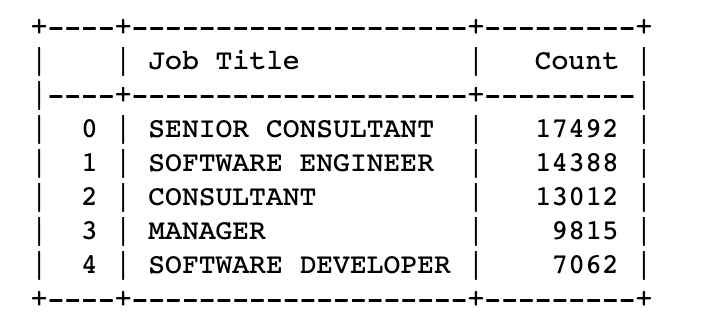 +----+--------------------+---------+
|    | Job Title          |   Count |
|----+--------------------+---------|
|  0 | SENIOR CONSULTANT  |   17492 |
|  1 | SOFTWARE ENGINEER  |   14388 |
|  2 | CONSULTANT         |   13012 |
|  3 | MANAGER            |    9815 |
|  4 | SOFTWARE DEVELOPER |    7062 |
+----+--------------------+---------+